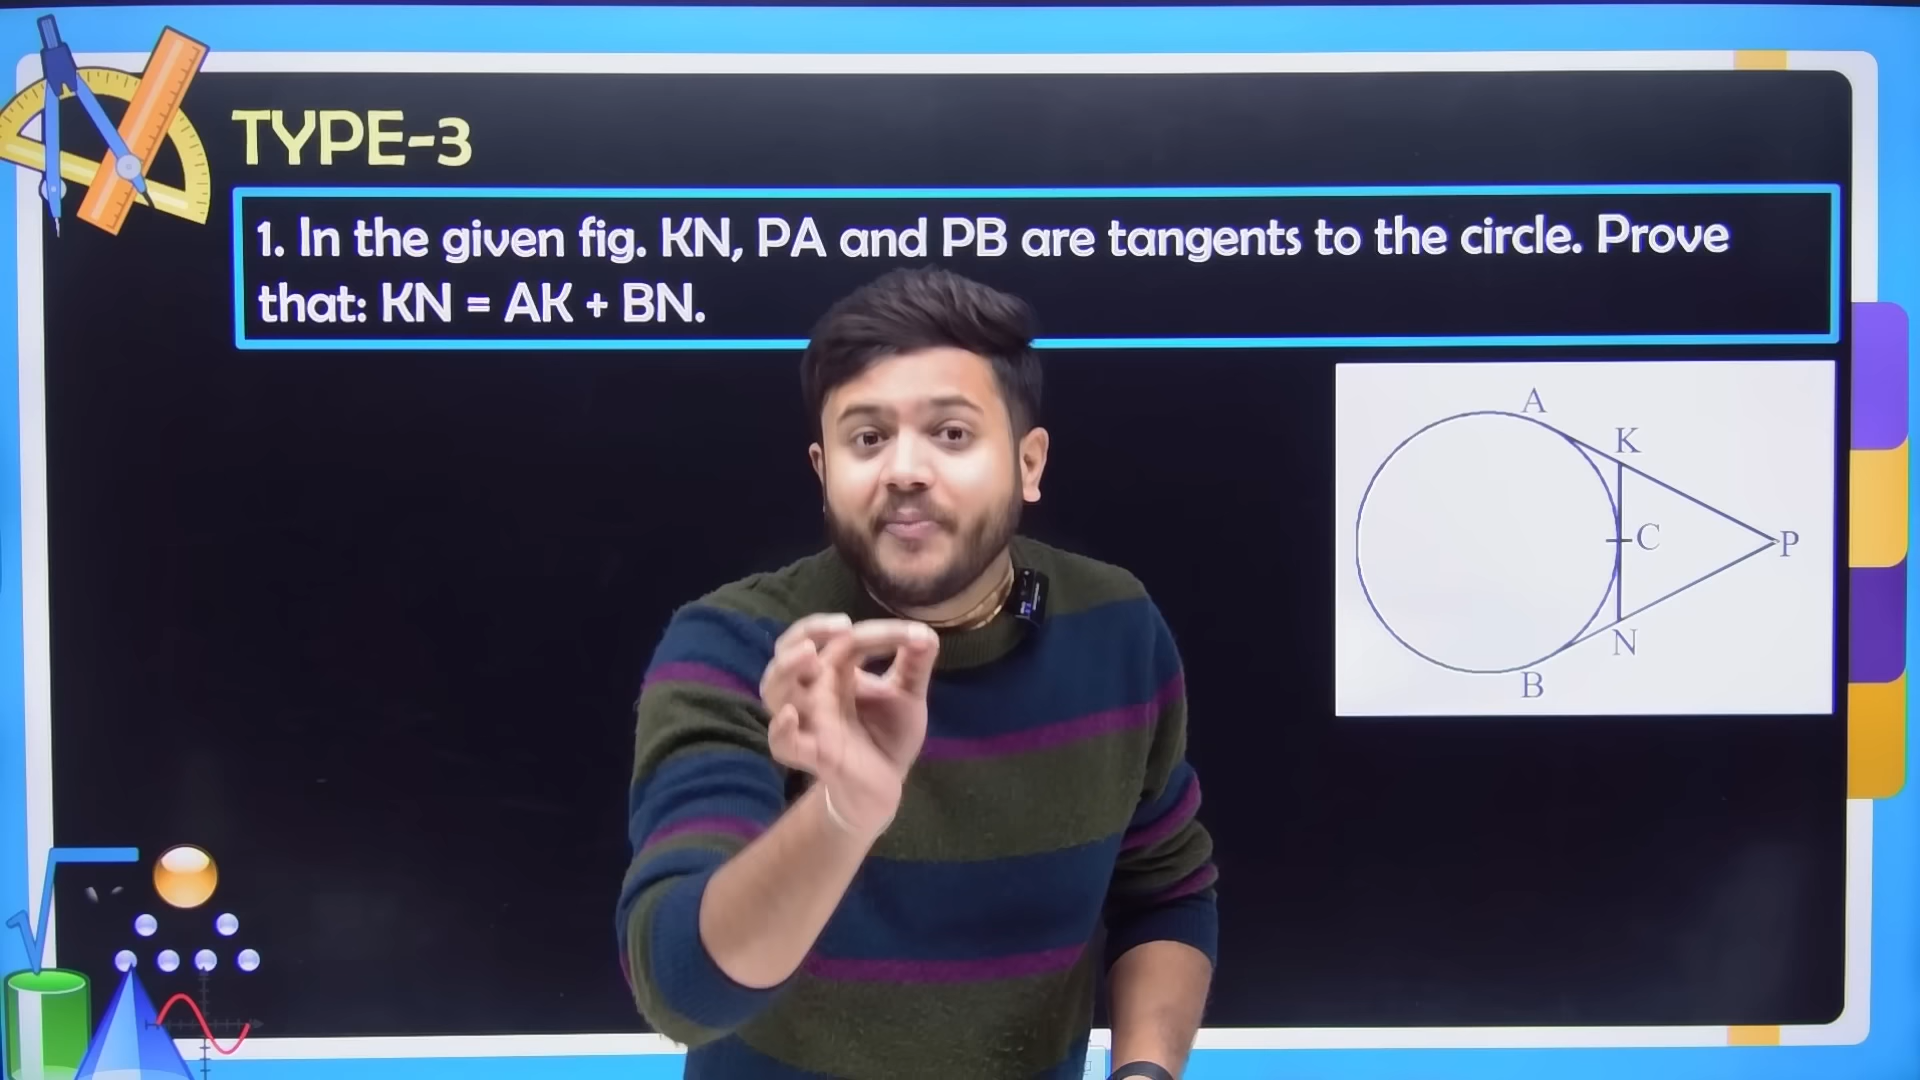 TYPE-3
1. In the given fig. KN, PA and PB are tangents to the circle. Prove
that: KN = AK + BN.
A
K
C
P
N
B